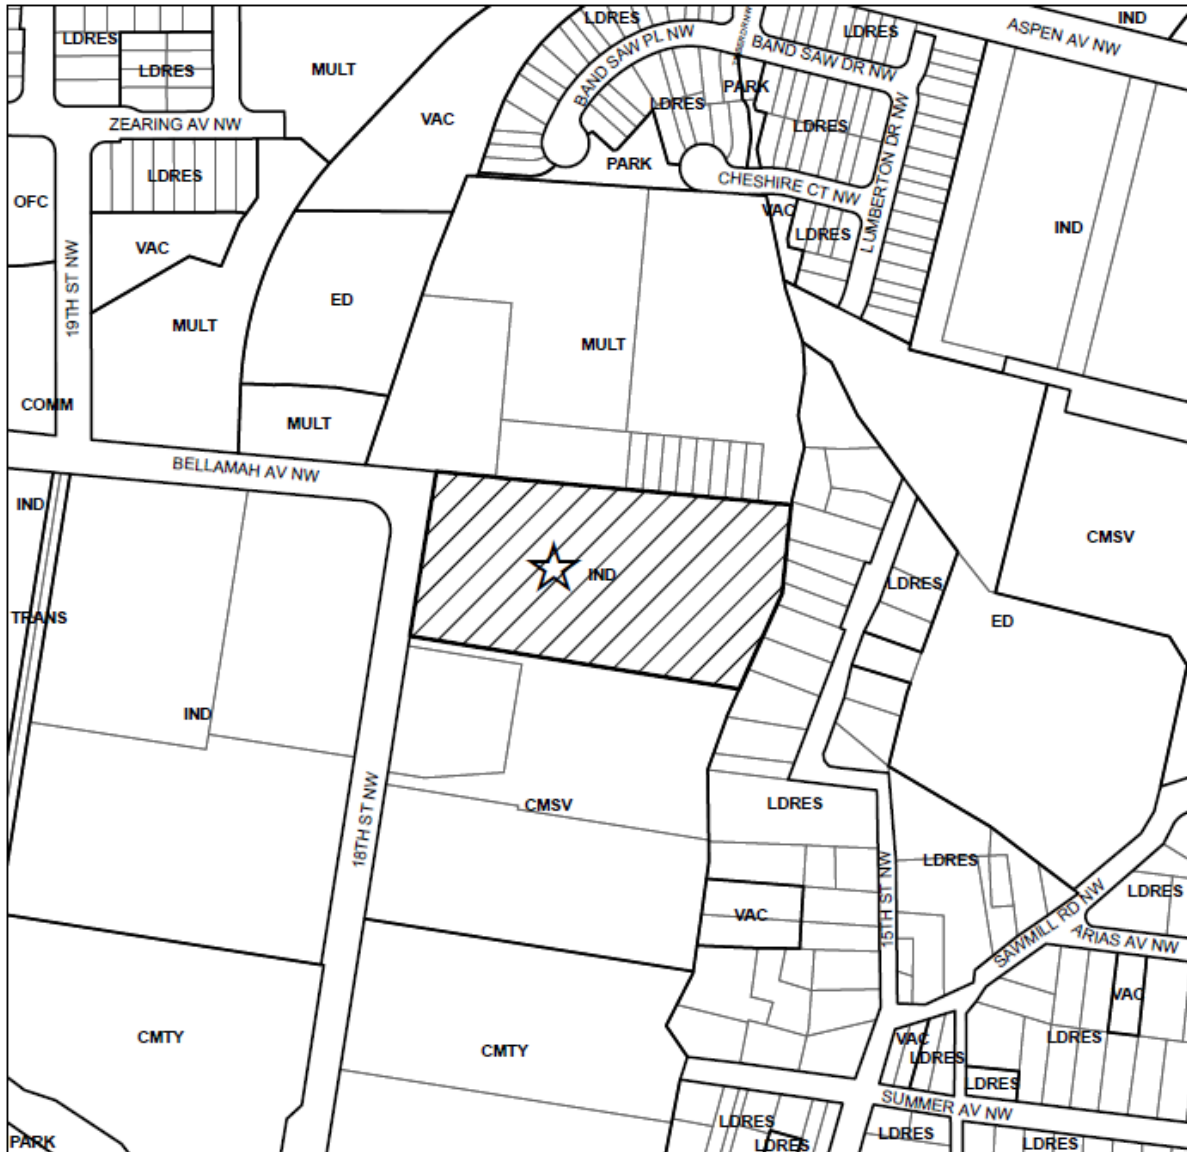 LDRES
IND
LDRES
LDRES
ASPEN AV NW
BAND SAW PL NW
BAND SAW DR NW
MULT
LDRES
PARK
LDRES
VAC
ZEARING AV NW
LDRES
LUMBERTON DR NW
PARK
LDRES
CHESHIRE CT NW
OFC
VAC
IND
LDRES
VAC
19TH ST NW
ED
MULT
MULT
COMM
MULT
BELLAMAH AV NW
IND
CMSV
IND
LDRES
TRANS
ED
IND
18TH ST NW
CMSV
LDRES
LDRES
LDRES
VAC
15TH ST NW
SAWMILL RD NW
ARIAS AV NW
VAC
CMTY
CMTY
VAC
LDRES
LDRES
LDRES
SUMMER AV NW
LDRES
LDRES
LDRES
LDRES
PARK